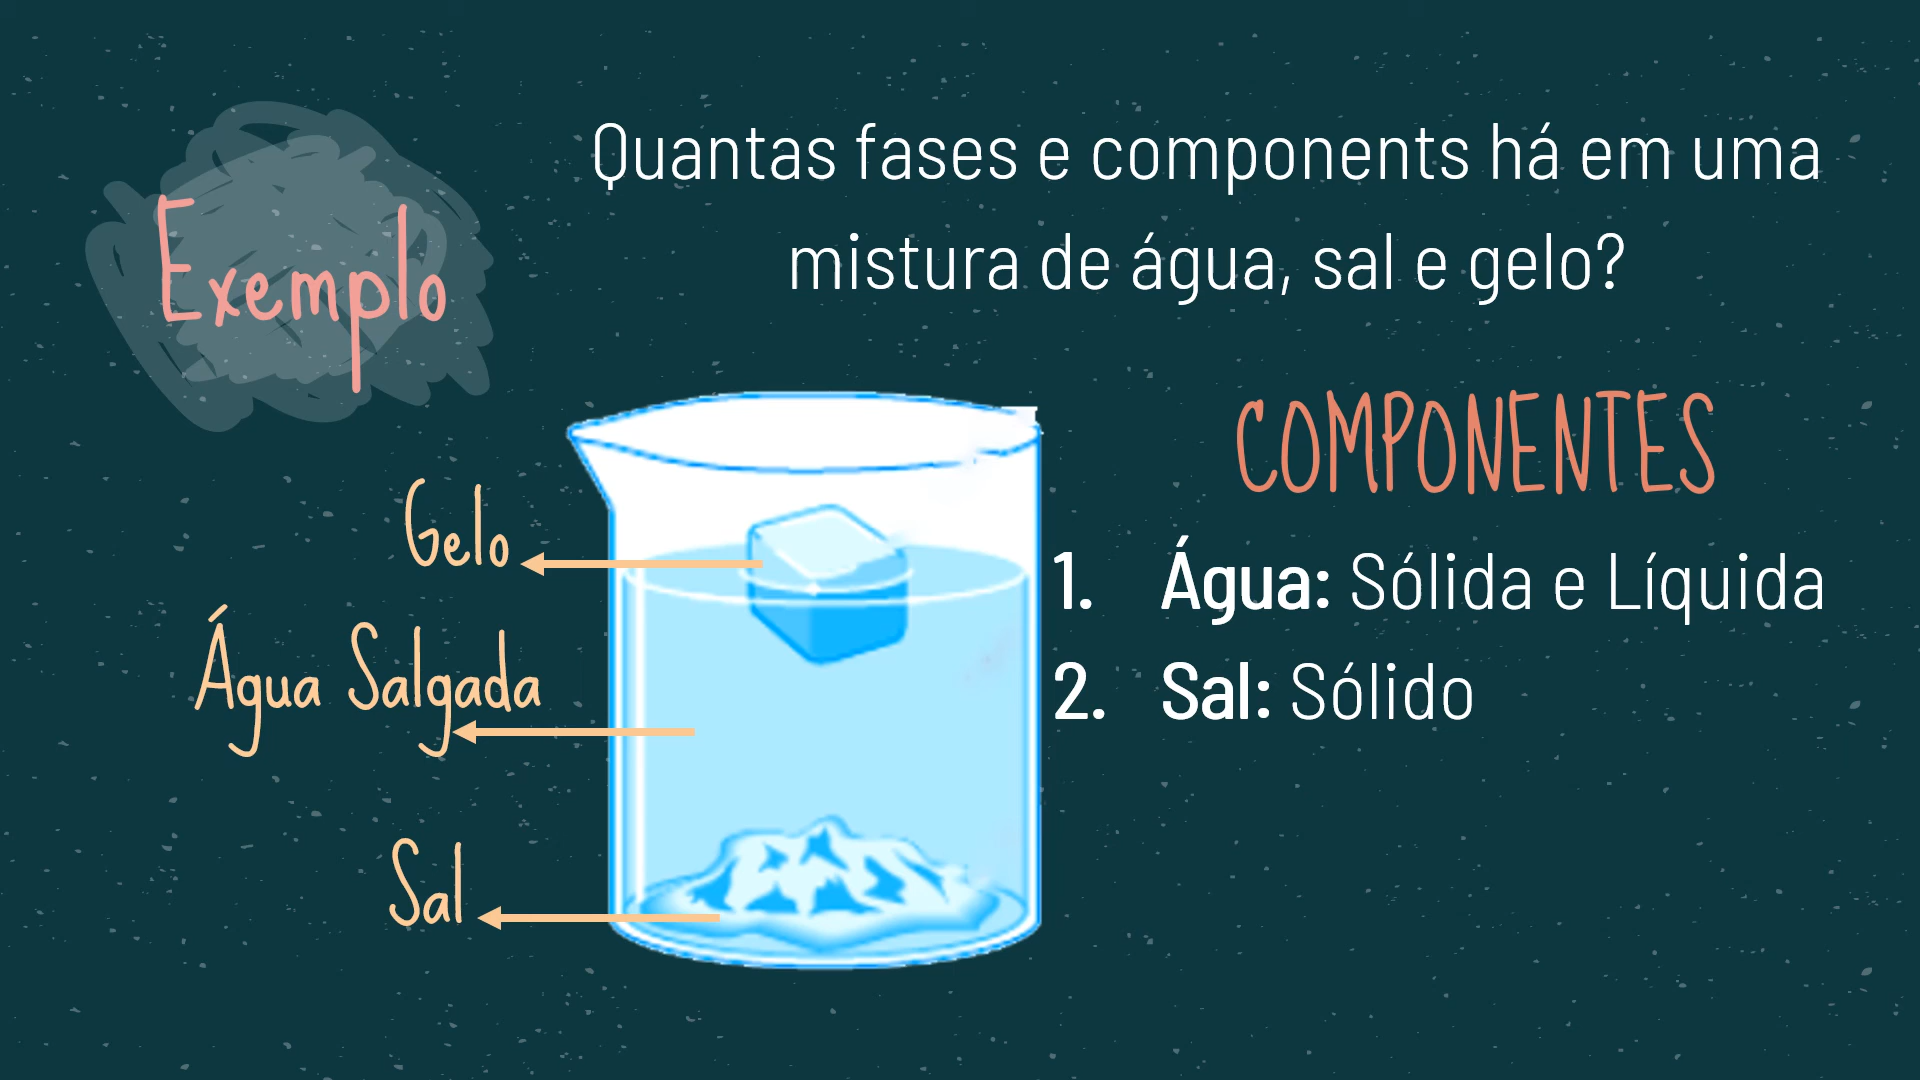 Exemplo
Quantas fases e components há em uma
mistura de água, sal e gelo?
Gelo
Água Salgada
Sal
COMPONENTES
1. Água: Sólida e Líquida
2. Sal: Sólido